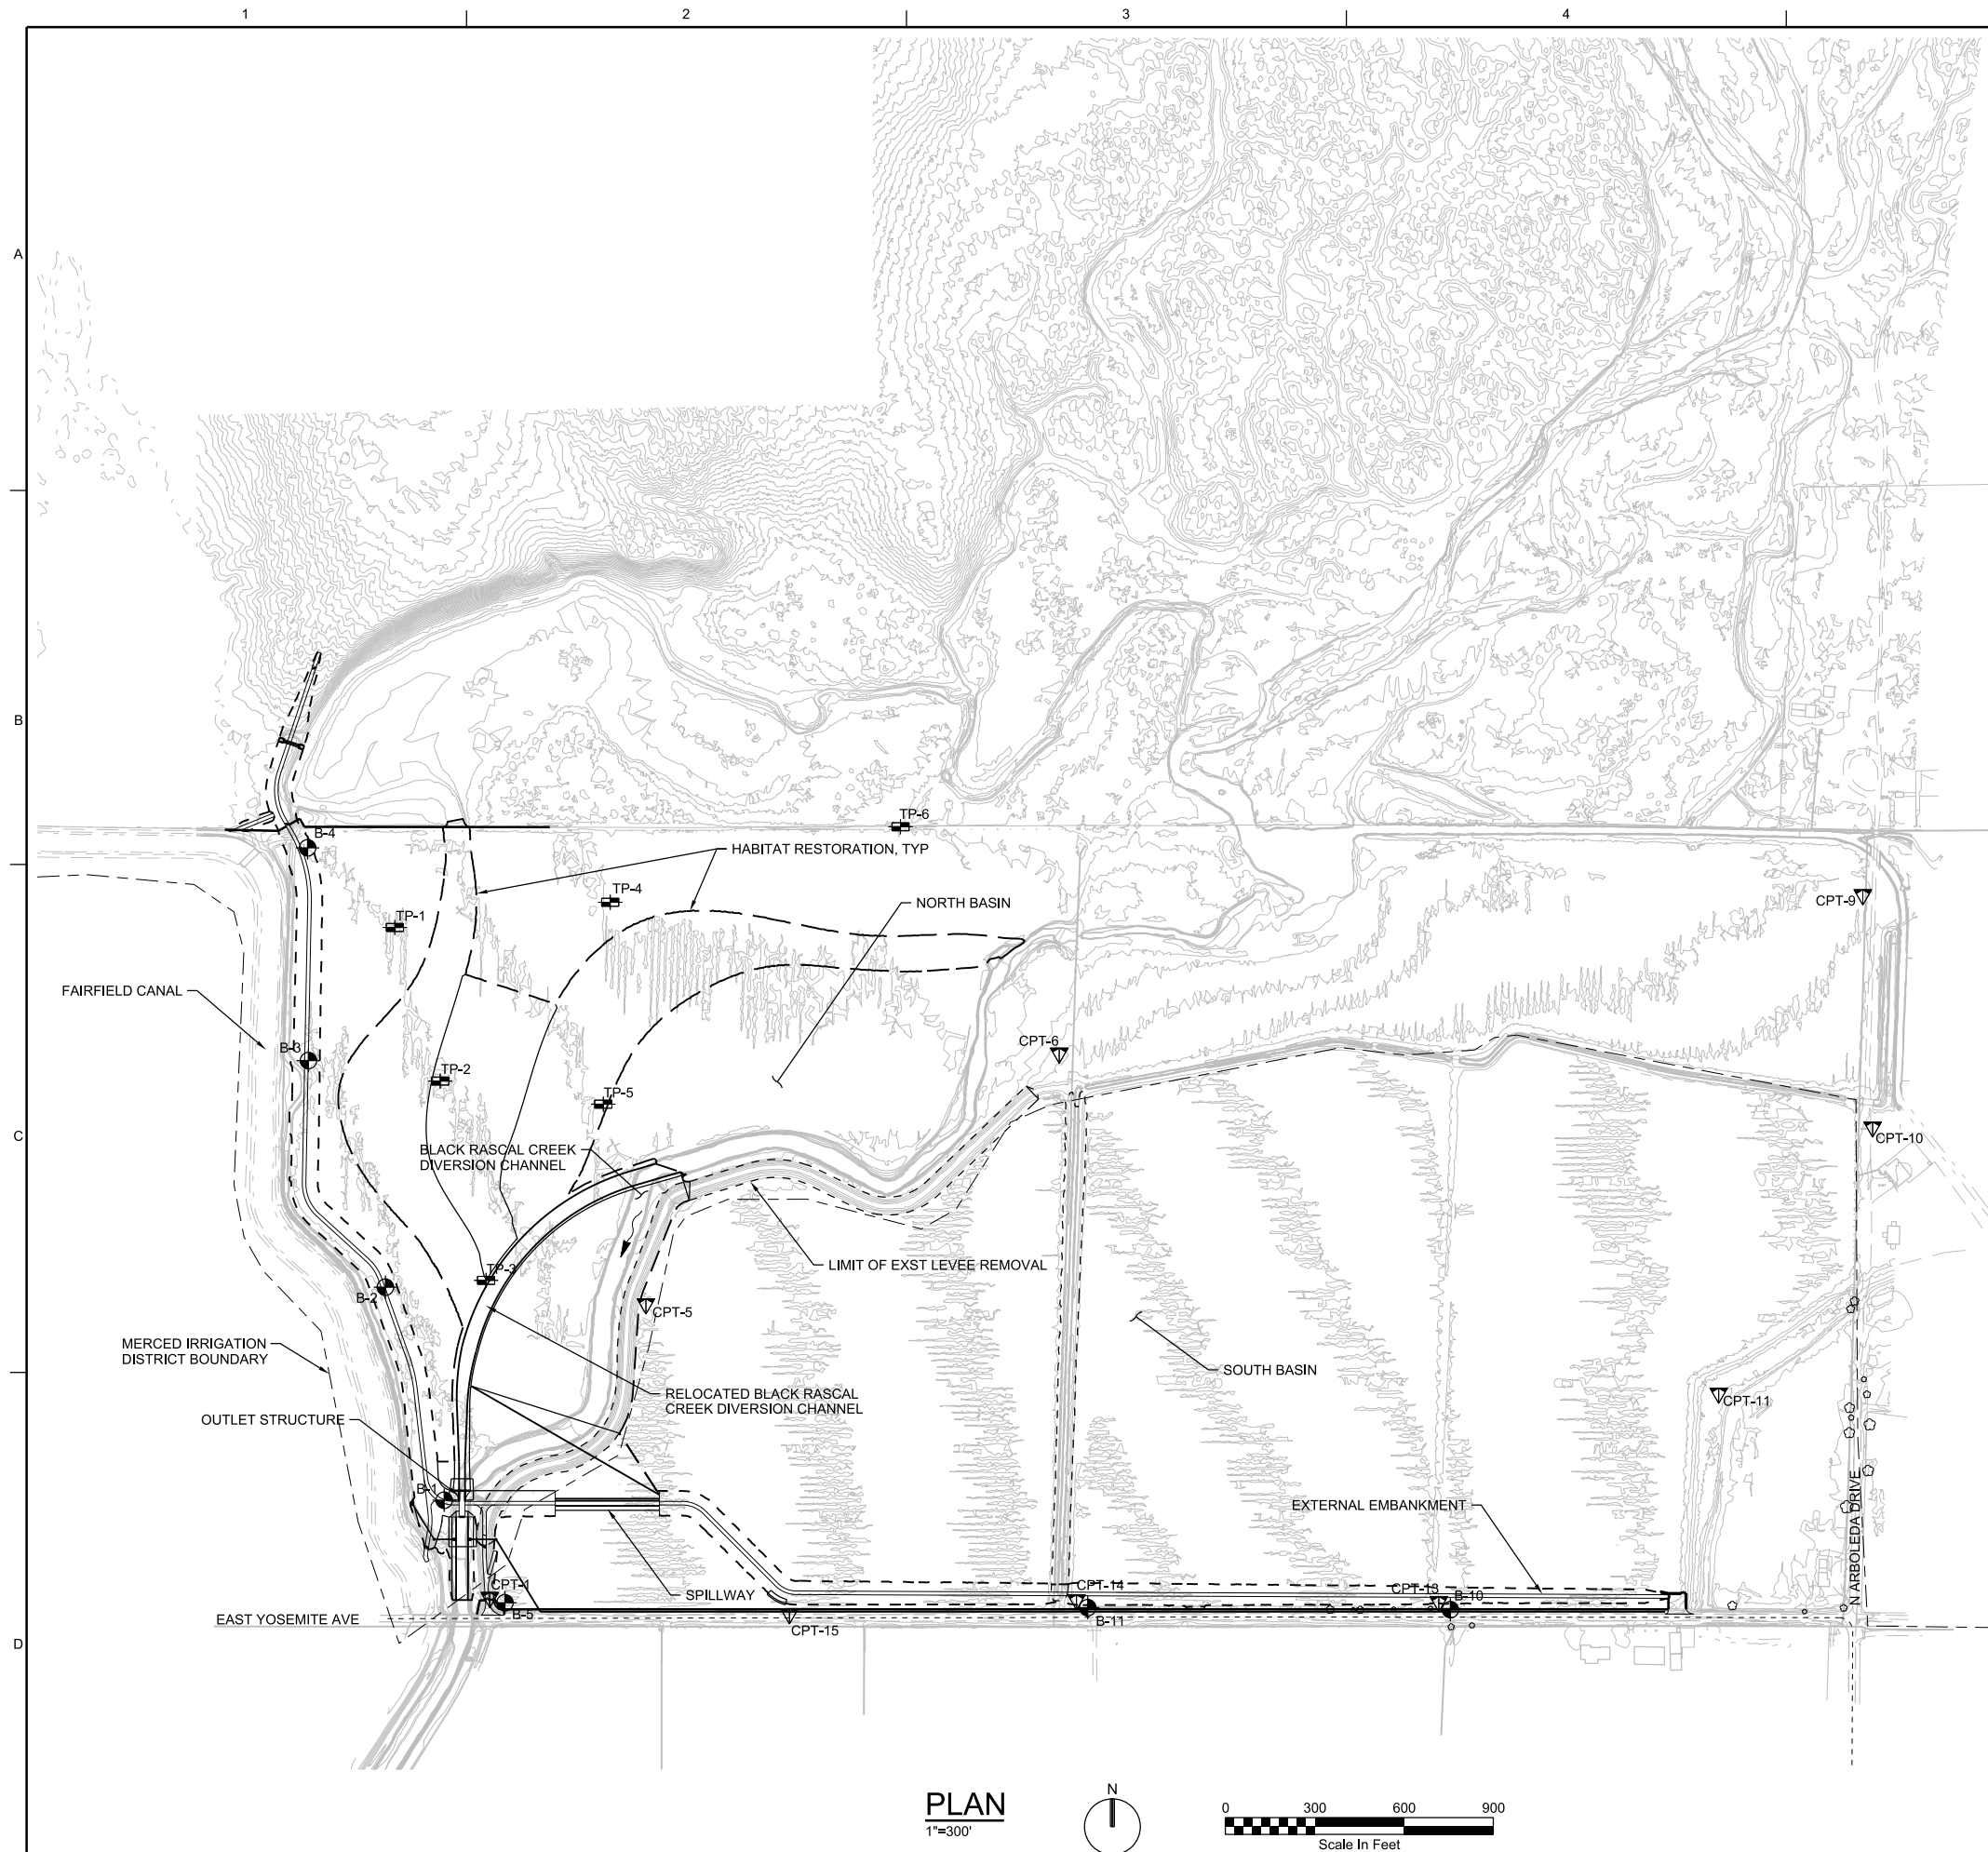 1
2
3
4
A
B
C
D
TP-6
B-4
HABITAT RESTORATION, TYP
TP-4
NORTH BASIN
CPT-9
TP-1
FAIRFIELD CANAL
CPT-6
B-3
TP-2
TP-5
CPT-10
BLACK RASCAL CREEK
DIVERSION CHANNEL
LIMIT OF EXST LEVEE REMOVAL
TP-3
B-2
CPT-5
MERCED IRRIGATION
DISTRICT BOUNDARY
SOUTH BASIN
RELOCATED BLACK RASCAL
CREEK DIVERSION CHANNEL
CPT-11
OUTLET STRUCTURE
B-1
EXTERNAL EMBANKMENT
N ARBOLEDA DRIVE
CPT-1
B-5
SPILLWAY
CPT-14
CPT-13
B-10
EAST YOSEMITE AVE
B-11
CPT-15
PLAN
1"=300'
N
0 300 600 900
Scale In Feet